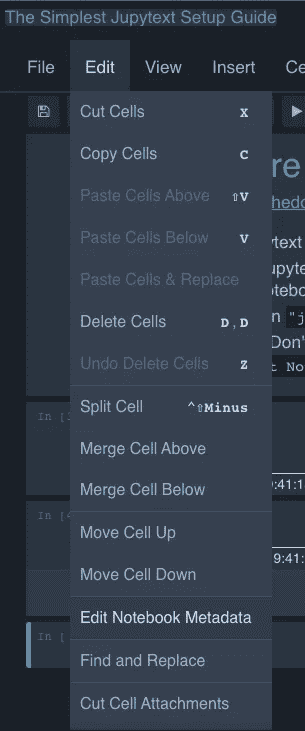 The Simplest Jupytext Setup Guide
File Edit View Insert Ce
Cut Cells X
Copy Cells C
Paste Cells Above ⇧V
Paste Cells Below V
Paste Cells & Replace
Delete Cells D,D
Undo Delete Cells Z
Split Cell ^⇧Minus
Merge Cell Above
Merge Cell Below
Move Cell Up
Move Cell Down
Edit Notebook Metadata
Find and Replace
Cut Cell Attachments
re
hedo
ytext
upyte
otebo
n "j
Don'
t No
In [
:41:1
In [
9:41:
In [